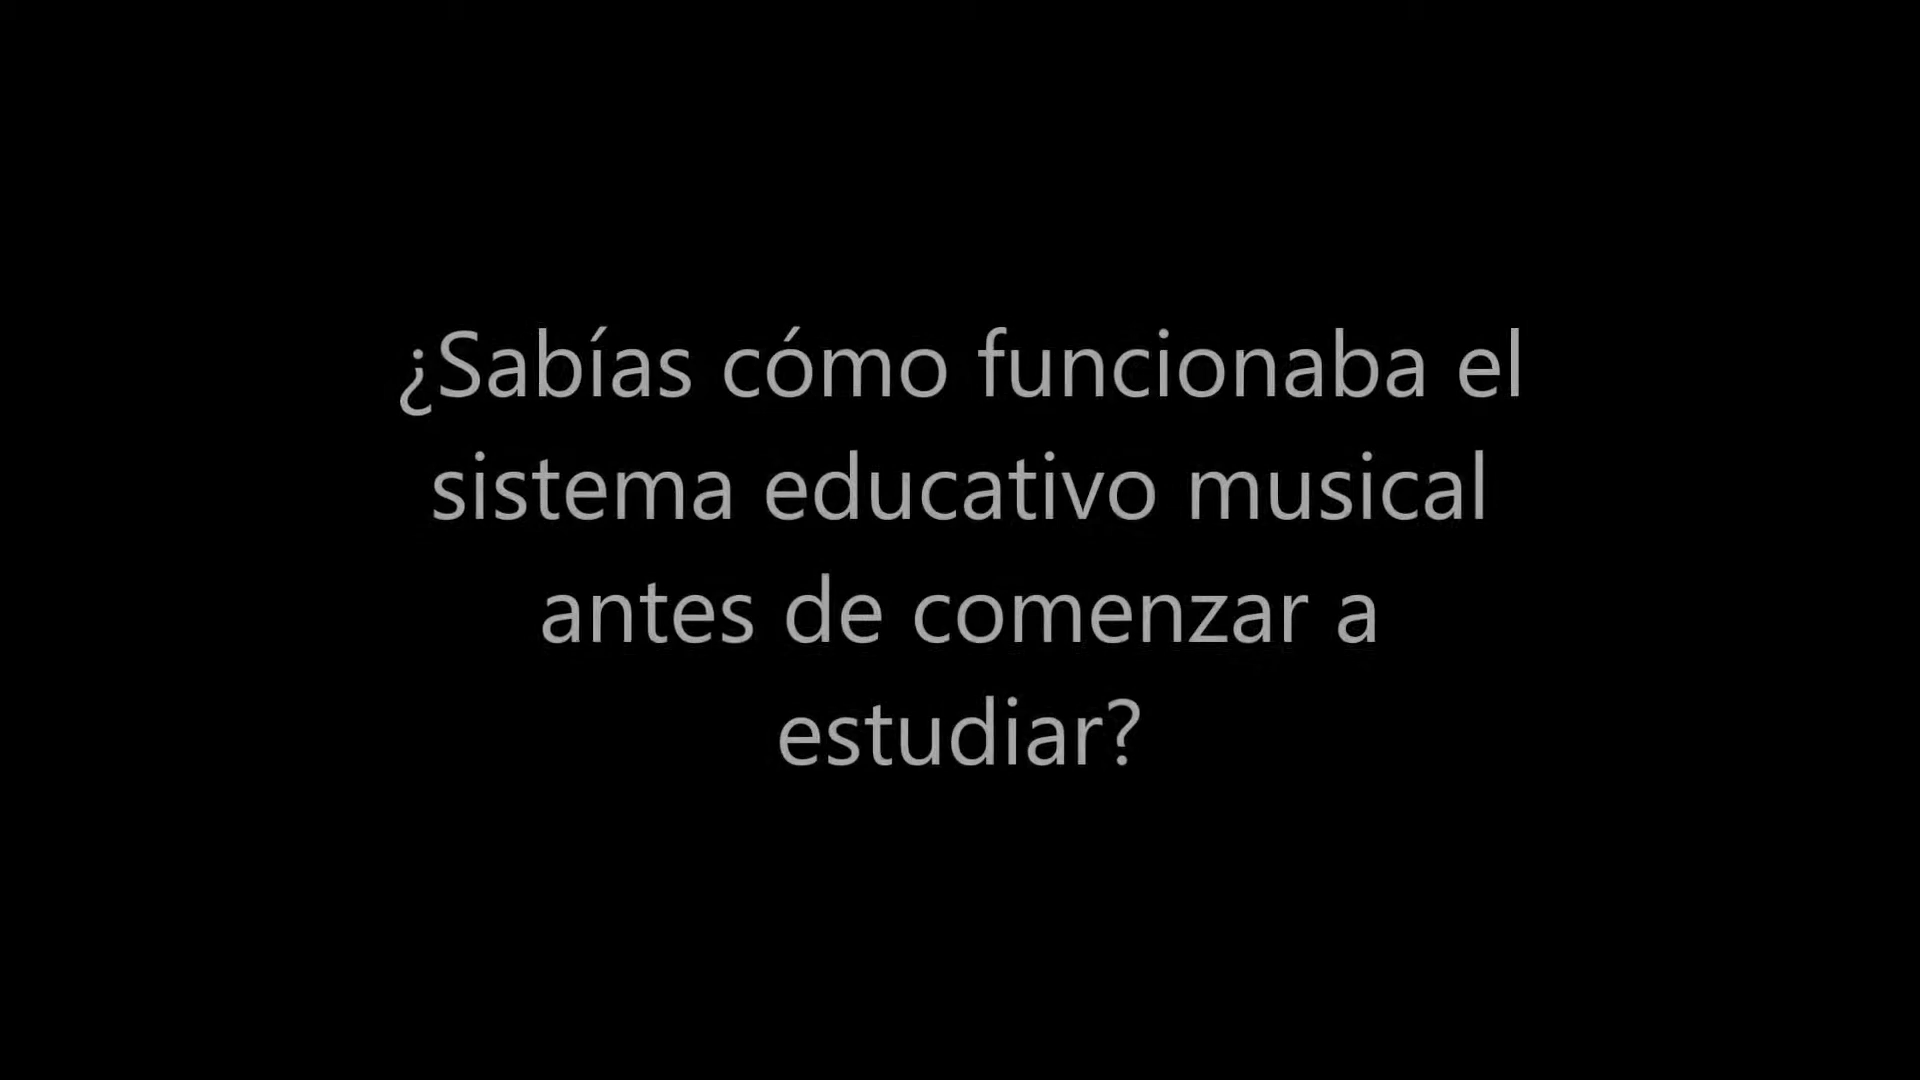 ¿Sabías cómo funcionaba el
sistema educativo musical
antes de comenzar a
estudiar?